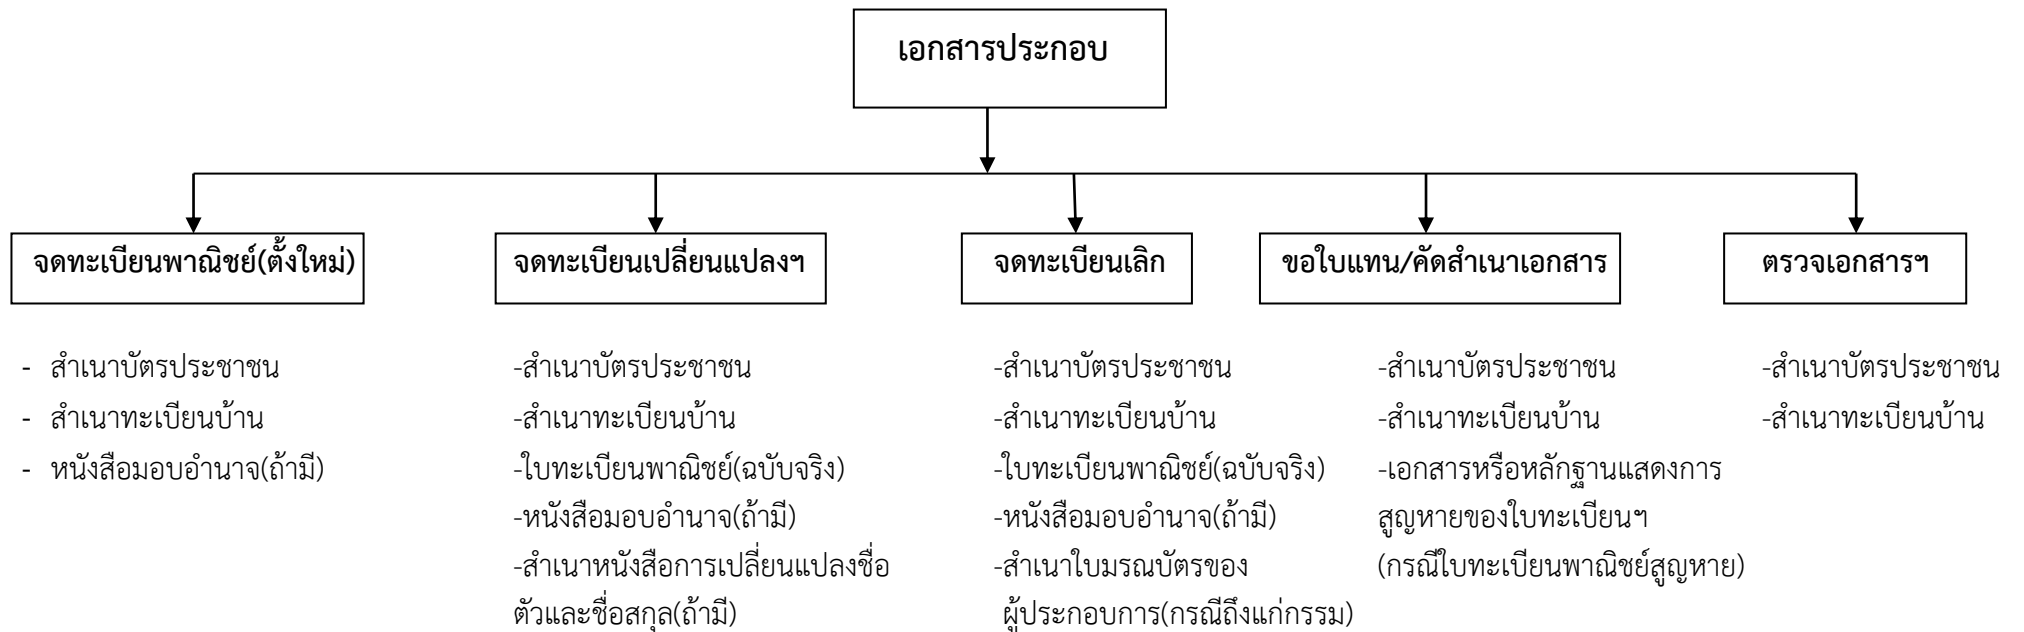 เอกสารประกอบ
จดทะเบียนพาณิชย์(ตั้งใหม่)
- สำเนาบัตรประชาชน
- สำเนาทะเบียนบ้าน
- หนังสือมอบอำนาจ(ถ้ามี)
จดทะเบียนเปลี่ยนแปลงฯ
-สำเนาบัตรประชาชน
-สำเนาทะเบียนบ้าน
-ใบทะเบียนพาณิชย์(ฉบับจริง)
-หนังสือมอบอำนาจ(ถ้ามี)
-สำเนาหนังสือการเปลี่ยนแปลงชื่อ
ตัวและชื่อสกุล(ถ้ามี)
จดทะเบียนเลิก
-สำเนาบัตรประชาชน
-สำเนาทะเบียนบ้าน
-ใบทะเบียนพาณิชย์(ฉบับจริง)
-หนังสือมอบอำนาจ(ถ้ามี)
-สำเนาใบมรณบัตรของ
ผู้ประกอบการ(กรณีถึงแก่กรรม)
ขอใบแทน/คัดสำเนาเอกสาร
-สำเนาบัตรประชาชน
-สำเนาทะเบียนบ้าน
-เอกสารหรือหลักฐานแสดงการ
สูญหายของใบทะเบียนฯ
(กรณีใบทะเบียนพาณิชย์สูญหาย)
ตรวจเอกสารฯ
-สำเนาบัตรประชาชน
-สำเนาทะเบียนบ้าน